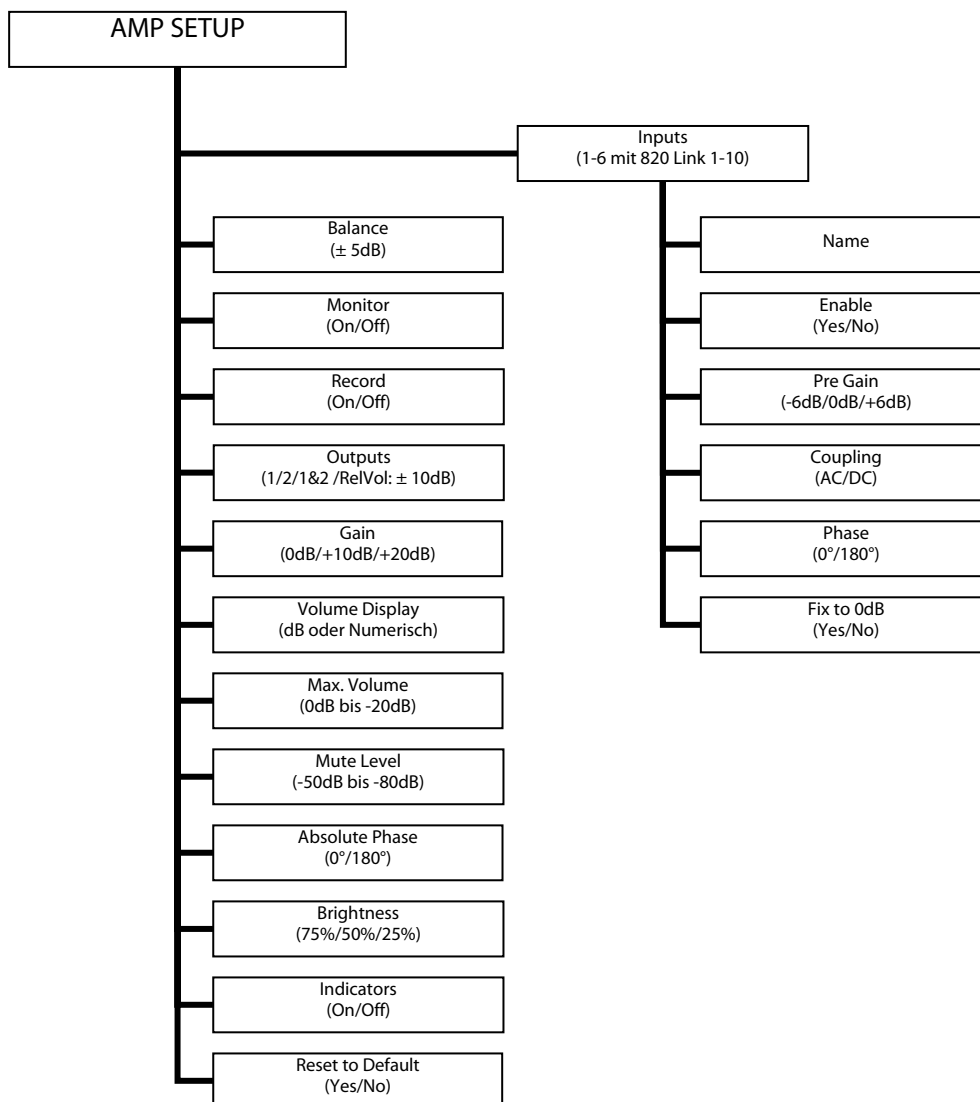 AMP SETUP
Inputs
(1-6 mit 820 Link 1-10)
Balance
(± 5dB)
Monitor
(On/Off)
Record
(On/Off)
Outputs
(1/2/1&2 /RelVol: ± 10dB)
Gain
(0dB/+10dB/+20dB)
Volume Display
(dB oder Numerisch)
Max. Volume
(0dB bis -20dB)
Mute Level
(-50dB bis -80dB)
Absolute Phase
(0°/180°)
Brightness
(75%/50%/25%)
Indicators
(On/Off)
Reset to Default
(Yes/No)
Name
Enable
(Yes/No)
Pre Gain
(-6dB/0dB/+6dB)
Coupling
(AC/DC)
Phase
(0°/180°)
Fix to 0dB
(Yes/No)